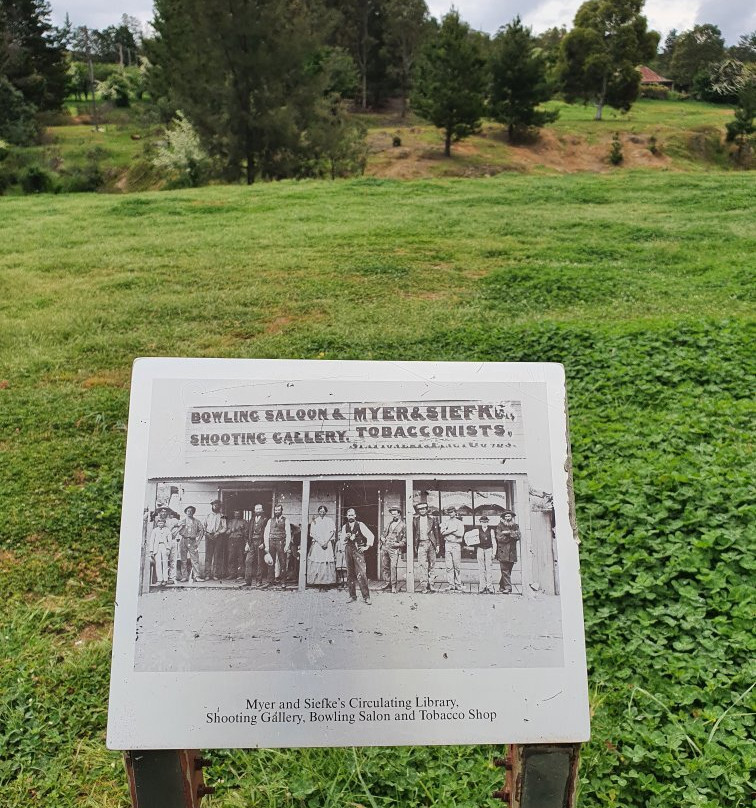 BOWLING SALOON & MYER & SIEFKE,
SHOOTING GALLERY. TOBACCONISTS,
Myer and Siefke's Circulating Library,
Shooting Gallery, Bowling Salon and Tobacco Shop